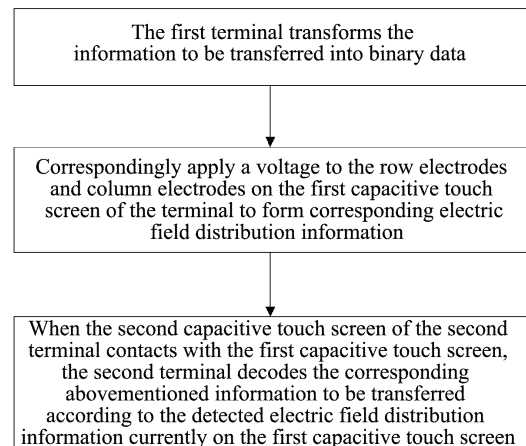 The first terminal transforms the
information to be transferred into binary data
Correspondingly apply a voltage to the row electrodes
and column electrodes on the first capacitive touch
screen of the terminal to form corresponding electric
field distribution information
When the second capacitive touch screen of the second
terminal contacts with the first capacitive touch screen,
the second terminal decodes the corresponding
abovementioned information to be transferred
according to the detected electric field distribution
information currently on the first capacitive touch screen